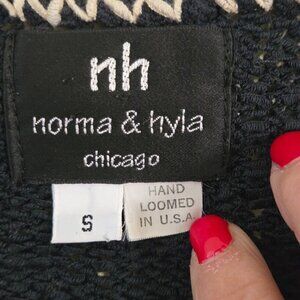 nh
norma & hyla
chicago
S
HAND
LOOMED
IN U.S.A.